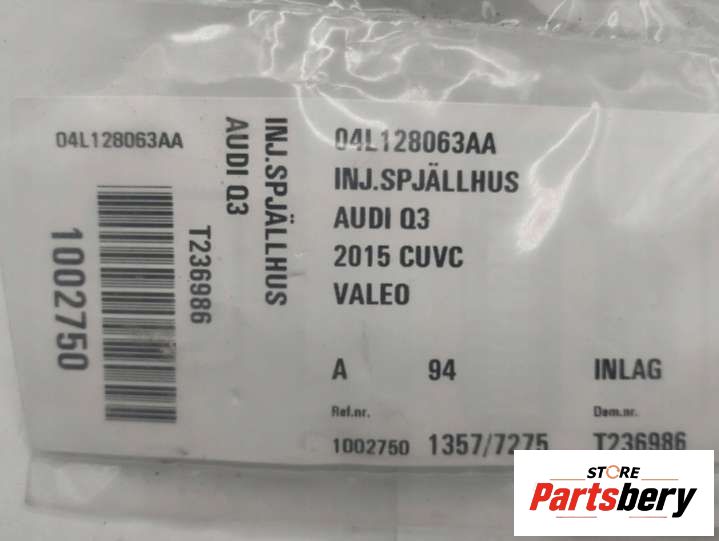 04L128063AA
1002750
T236986
INJ.SPJÄLLHUS
AUDI Q3
04L128063AA
INJ.SPJÄLLHUS
AUDI Q3
2015 CUVC
VALEO
A 94 INLAG
Ref.nr. Dem.nr.
1002750 1357/7275 T236986
STORE
Partsbery